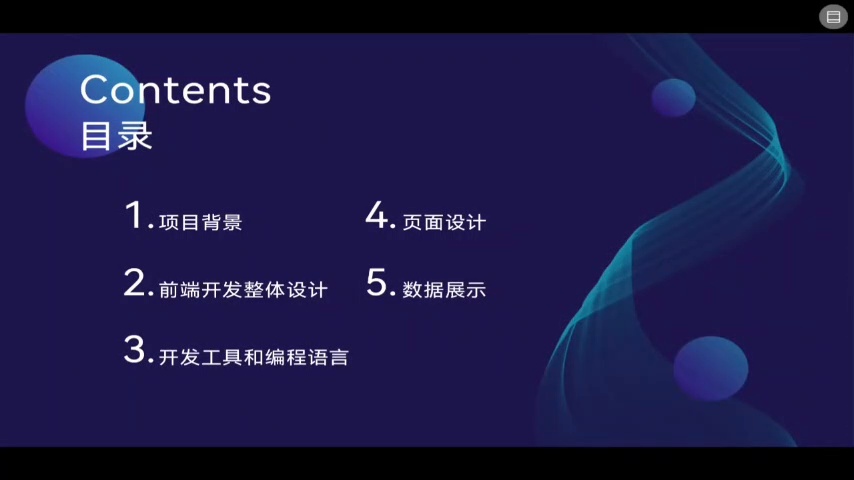 Contents
目录
1. 项目背景
2. 前端开发整体设计
3. 开发工具和编程语言
4. 页面设计
5. 数据展示